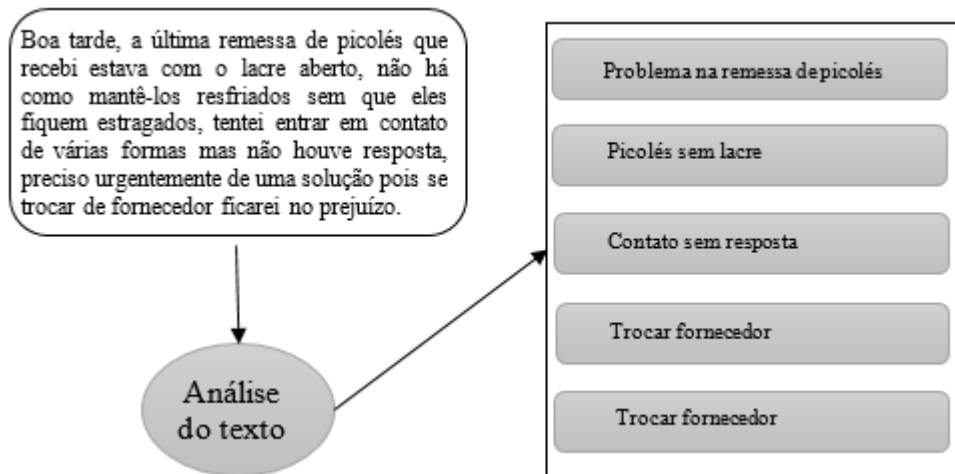 Boa tarde, a última remessa de picolés que
recebi estava com o lacre aberto, não há
como mantê-los resfriados sem que eles
fiquem estragados, tentei entrar em contato
de várias formas mas não houve resposta,
preciso urgentemente de uma solução pois se
trocar de fornecedor ficarei no prejuízo.
Análise
do texto
Problema na remessa de picolés
Picolés sem lacre
Contato sem resposta
Trocar fornecedor
Trocar fornecedor